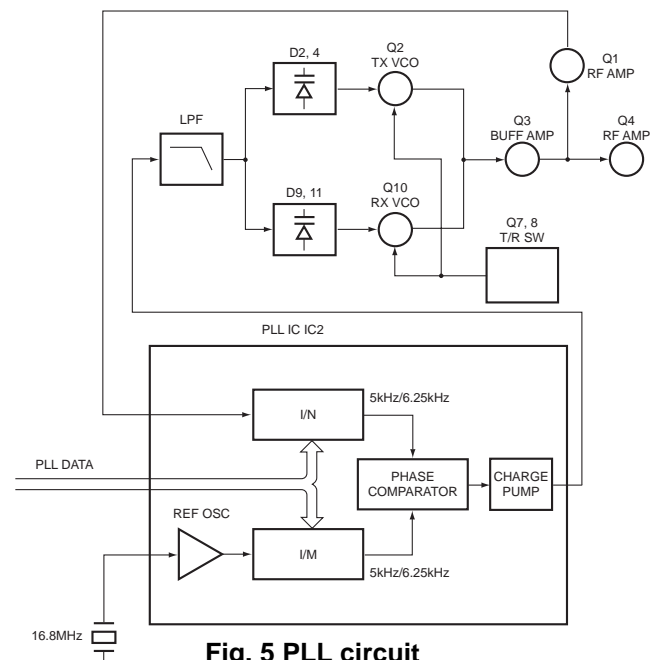 D2, 4
Q2
TX VCO
Q1
RF AMP
LPF
Q3
BUFF AMP
Q4
RF AMP
D9, 11
Q10
RX VCO
Q7, 8
T/R SW
PLL IC IC2
5kHz/6.25kHz
I/N
PLL DATA
PHASE
COMPARATOR
CHARGE
PUMP
REF OSC
I/M
5kHz/6.25kHz
16.8MHz
Fig. 5 PLL circuit